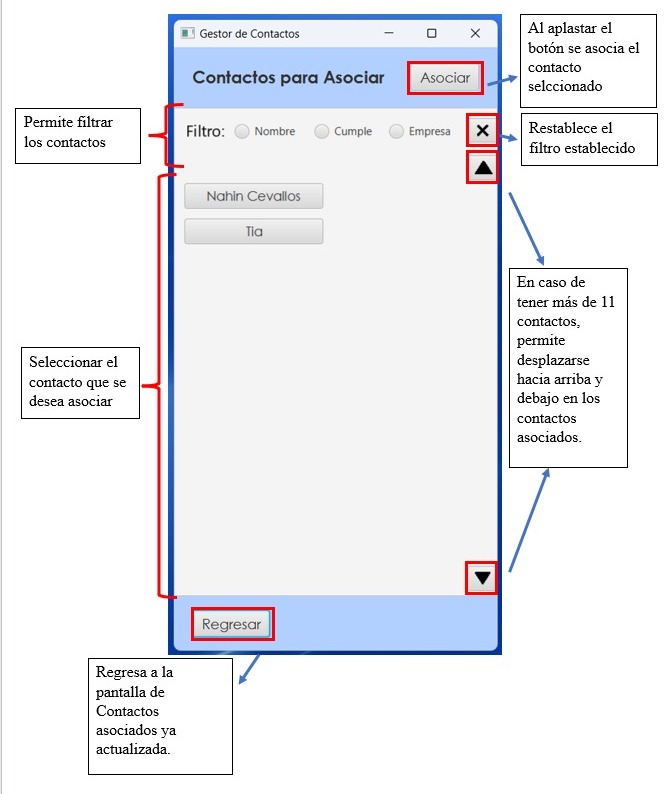 Gestor de Contactos
Contactos para Asociar
Asociar
Al aplastar el
botón se asocia el
contacto
selccionado
Permite filtrar
los contactos
Filtro:
Nombre
Cumple
Empresa
Restablece el
filtro establecido
Nahin Cevallos
Tia
En caso de
tener más de 11
contactos,
permite
desplazarse
hacia arriba y
debajo en los
contactos
asociados.
Seleccionar el
contacto que se
desea asociar
Regresar
Regresa a la
pantalla de
Contactos
asociados ya
actualizada.